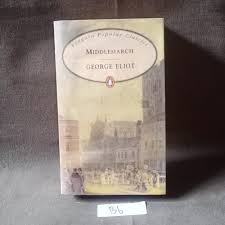 Penguin Popular Classics
MIDDLEMARCH
GEORGE ELIOT
B6